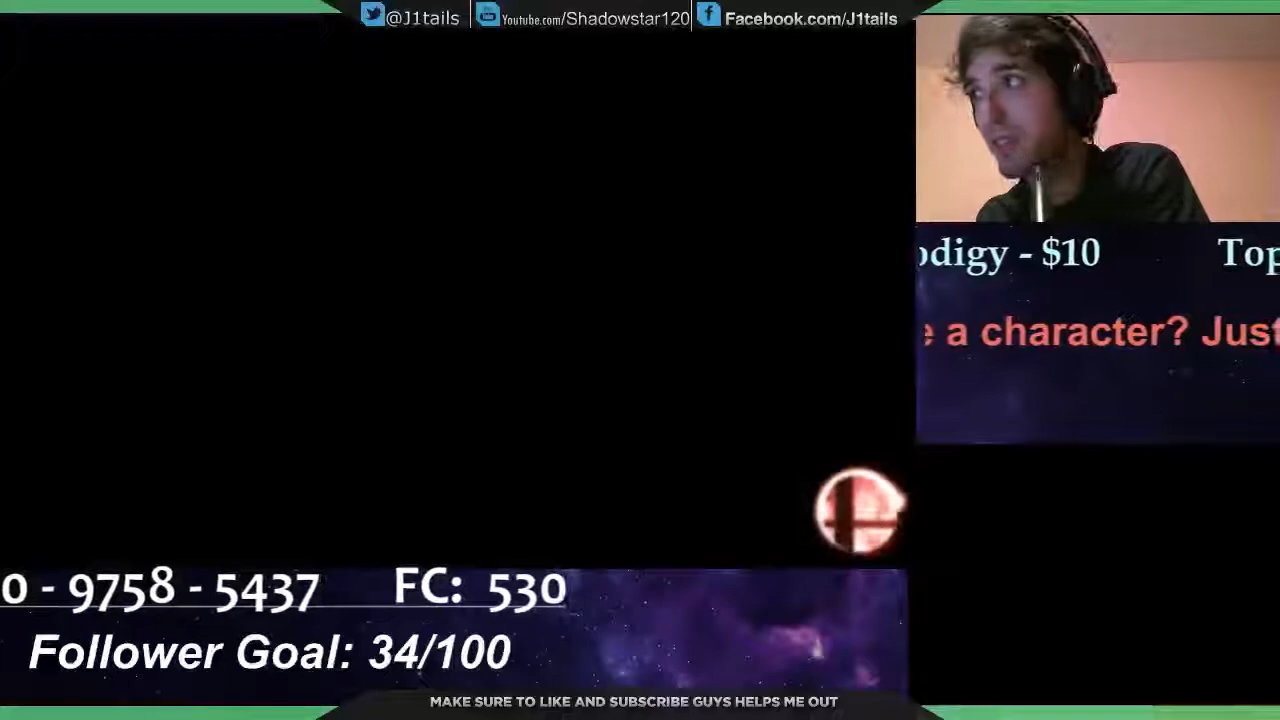 @J1tails Youtube.com/Shadowstar120 Facebook.com/J1tails
odigy - $10 Top
a character? Just
0 - 9758 - 5437 FC: 530
Follower Goal: 34/100
MAKE SURE TO LIKE AND SUBSCRIBE GUYS HELPS ME OUT